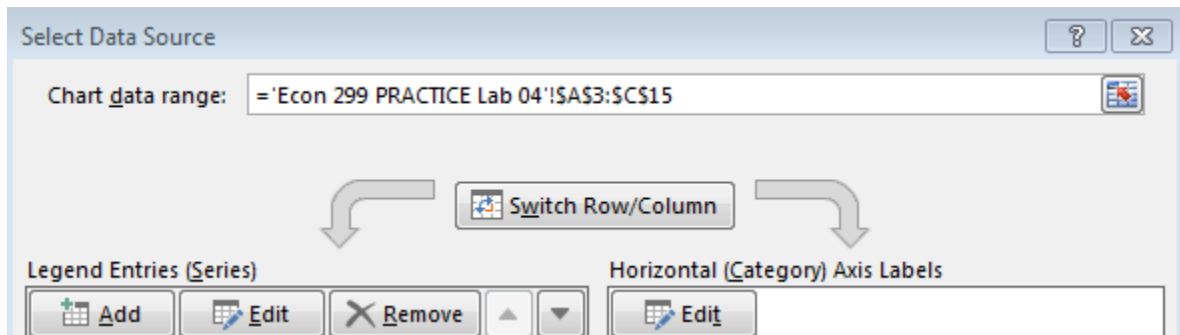 Select Data Source
Chart data range: ='Econ 299 PRACTICE Lab 04'!$A$3:$C$15
Switch Row/Column
Legend Entries (Series) Horizontal (Category) Axis Labels
Add Edit Remove Edit